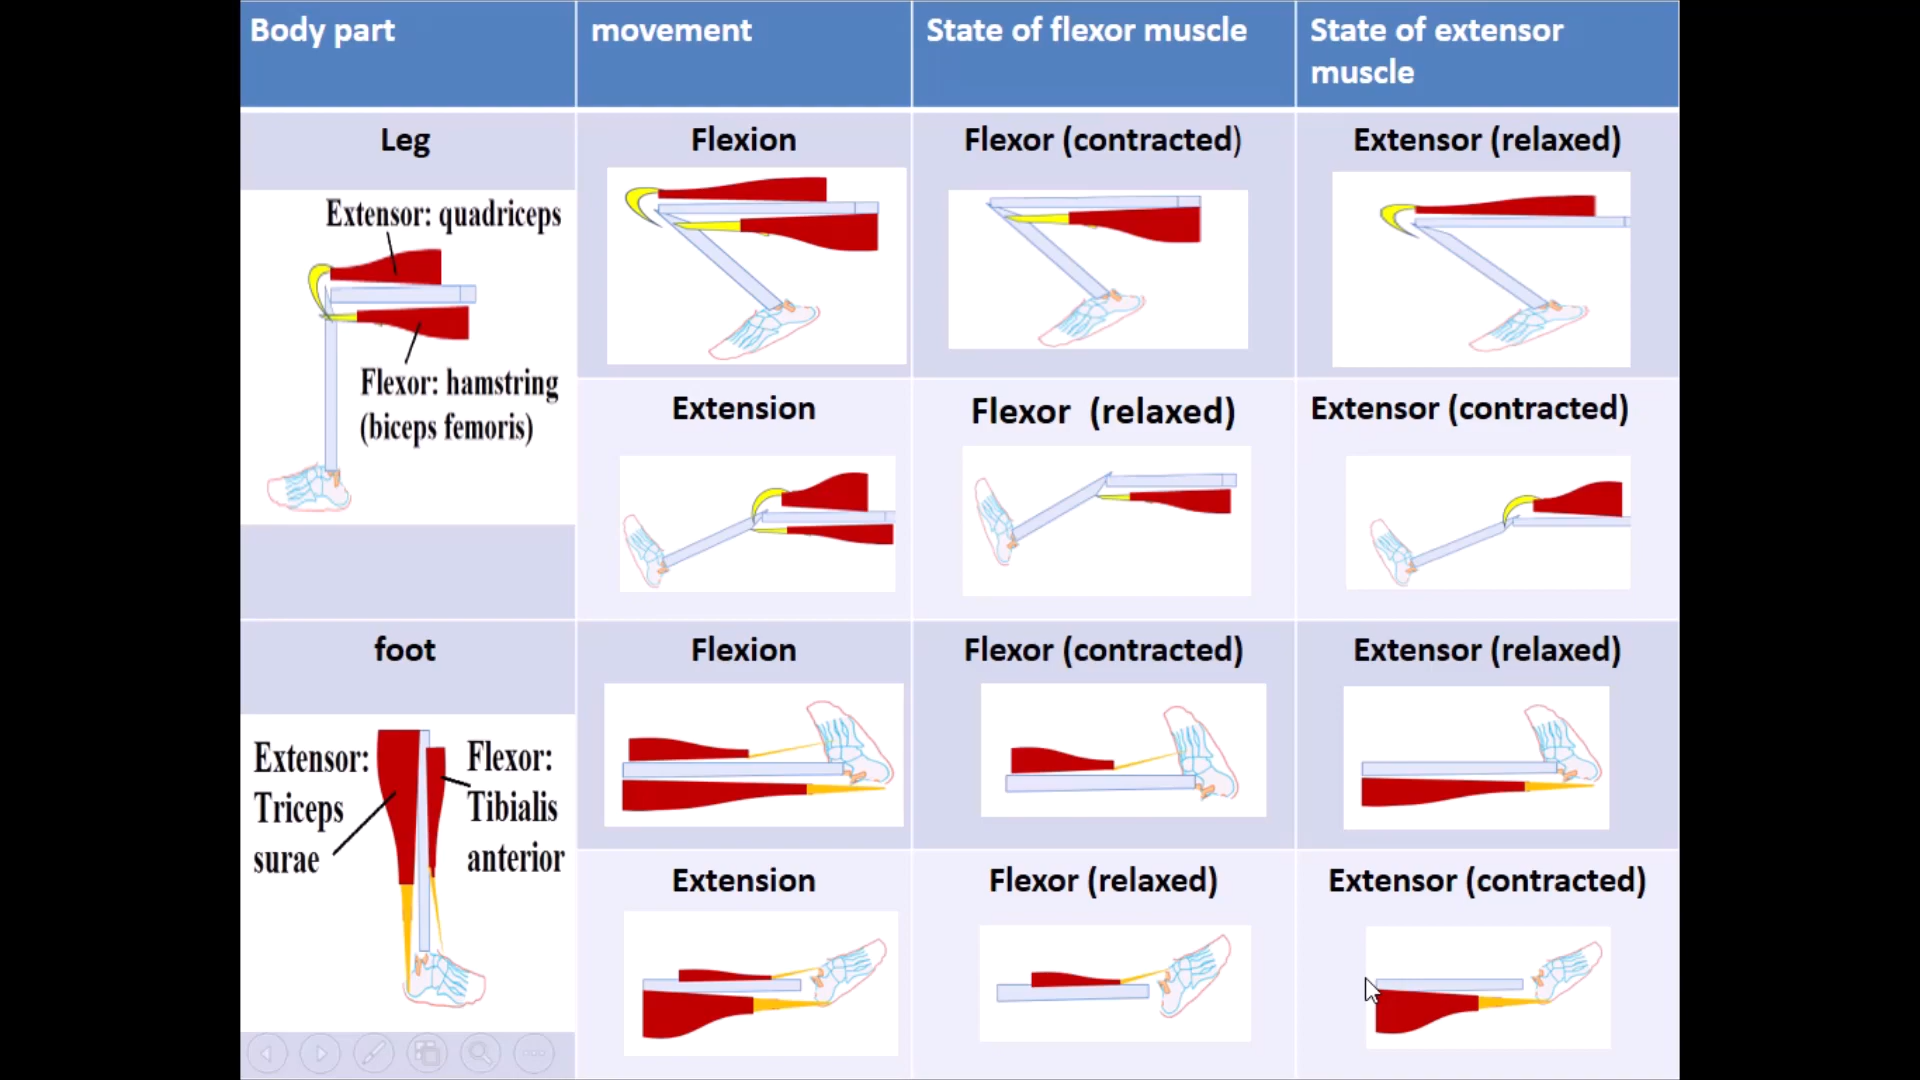 Body part
movement
State of flexor muscle
State of extensor
muscle
Leg
Flexion
Flexor (contracted)
Extensor (relaxed)
Extensor: quadriceps
Flexor: hamstring
(biceps femoris)
Extension
Flexor (relaxed)
Extensor (contracted)
foot
Flexion
Flexor (contracted)
Extensor (relaxed)
Extensor:
Triceps
surae
Flexor:
Tibialis
anterior
Extension
Flexor (relaxed)
Extensor (contracted)